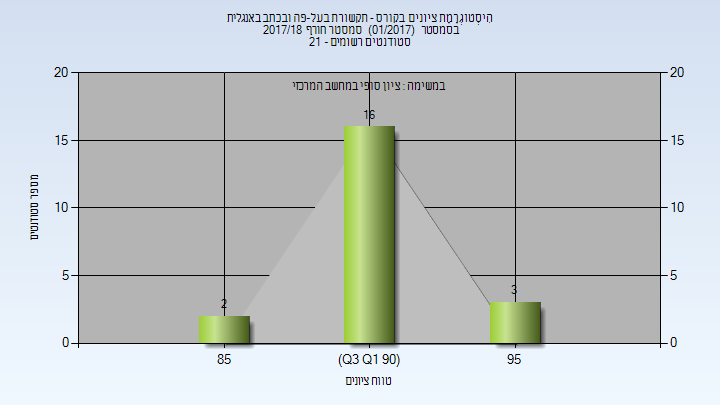 הִיסְטוֹגְרַמַת ציונים בקורס - תקשורת בעל-פה ובכתב באנגלית
בסמסטר (01/2017) סמסטר חורף 2017/18
סטודנטים רשומים - 21
במשימה : ציון סופי במחשב המרכזי
20 20
16
15 15
מספר סטודנטים
10 10
5 5
3
2
0 0
85 (Q3 Q1 90) 95
טווח ציונים